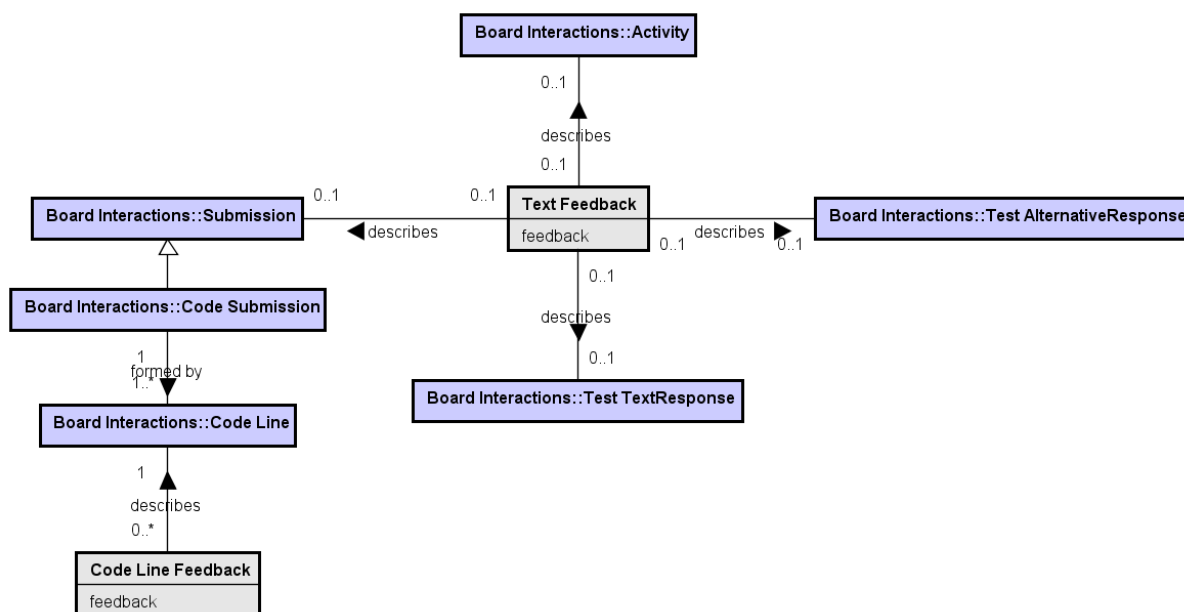 Board Interactions::Activity
0..1
describes
0..1
Board Interactions::Submission
0..1
0..1
describes
Text Feedback
feedback
0..1
describes
0..1
Board Interactions::Test AlternativeResponse
0..1
describes
0..1
Board Interactions::Test TextResponse
Board Interactions::Code Submission
1
formed by
1..*
Board Interactions::Code Line
1
describes
0..*
Code Line Feedback
feedback